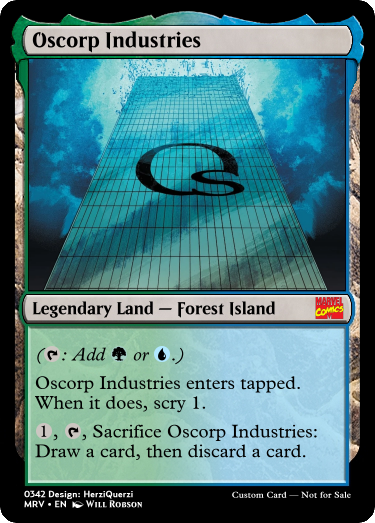 Oscorp Industries
OS
Legendary Land — Forest Island
MARVEL
COMICS
(: Add or .)
Oscorp Industries enters tapped.
When it does, scry 1.
1, , Sacrifice Oscorp Industries:
Draw a card, then discard a card.
0342 Design: HerziQuerzi
MRV • EN Will Robson
Custom Card — Not for Sale